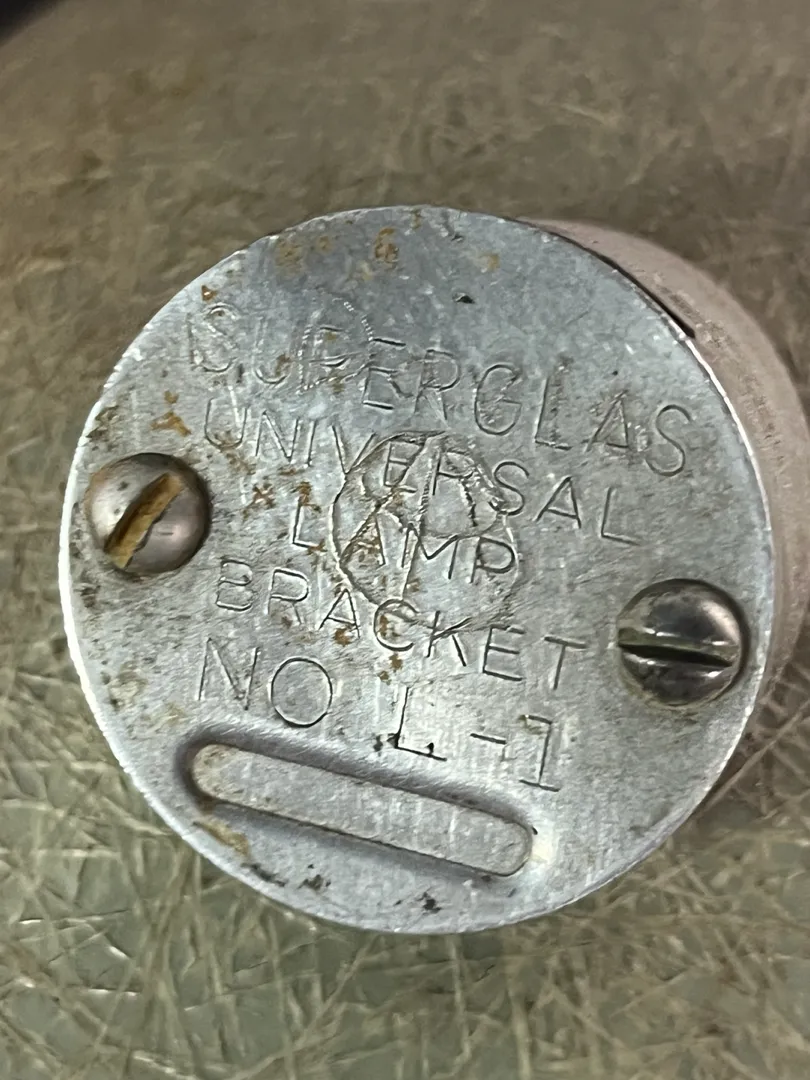 SUPERGLAS
UNIVERSAL
LAMP
BRACKET
NO L-1